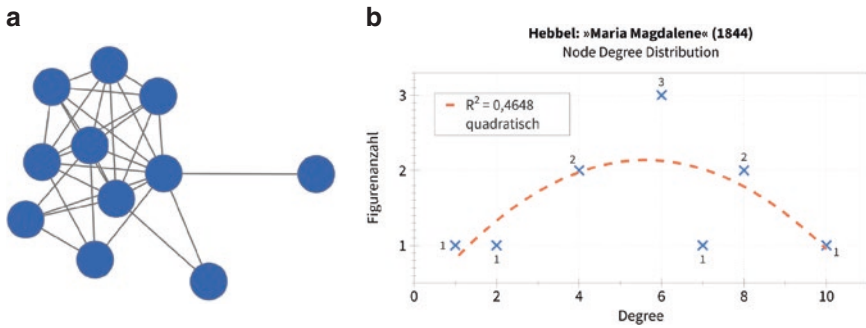 a
b
Hebbel: »Maria Magdalene« (1844)
Node Degree Distribution
R² = 0,4648
quadratisch
Figurenanzahl
3
2
1
3
2
2
1
1
1
1
0
2
4
6
8
10
Degree